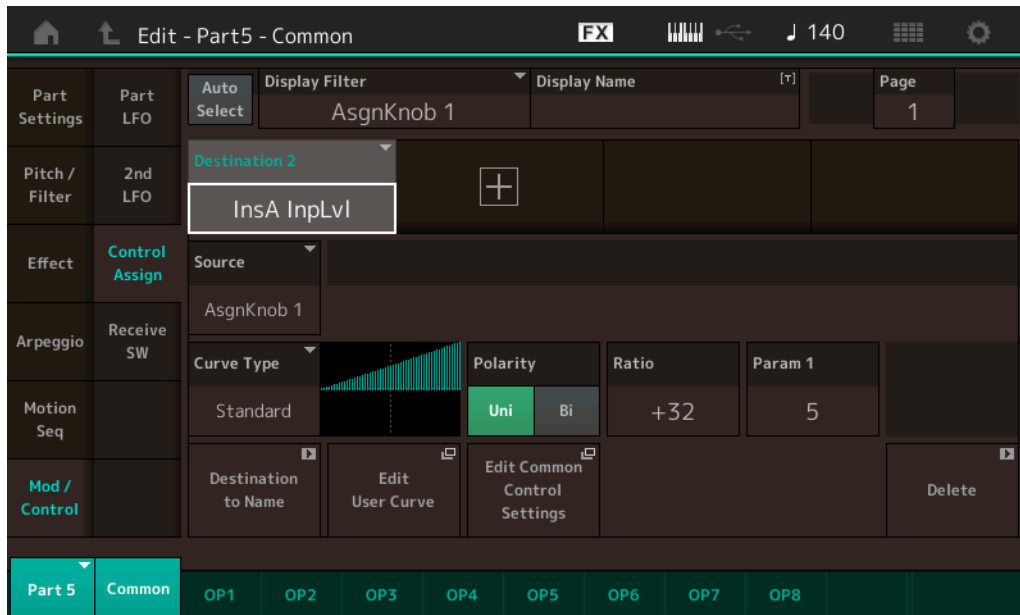 Edit - Part5 - Common
FX
140
Part
Settings
Part
LFO
Auto
Select
Display Filter
AsgnKnob 1
Display Name
[T]
Page
1
Pitch /
Filter
2nd
LFO
Destination 2
InsA InpLvl
Effect
Control
Assign
Source
AsgnKnob 1
Arpeggio
Receive
SW
Curve Type
Standard
Polarity
Uni
Bi
Ratio
+32
Param 1
5
Motion
Seq
Mod /
Control
Destination
to Name
Edit
User Curve
Edit Common
Control
Settings
Delete
Part 5
Common
OP1
OP2
OP3
OP4
OP5
OP6
OP7
OP8